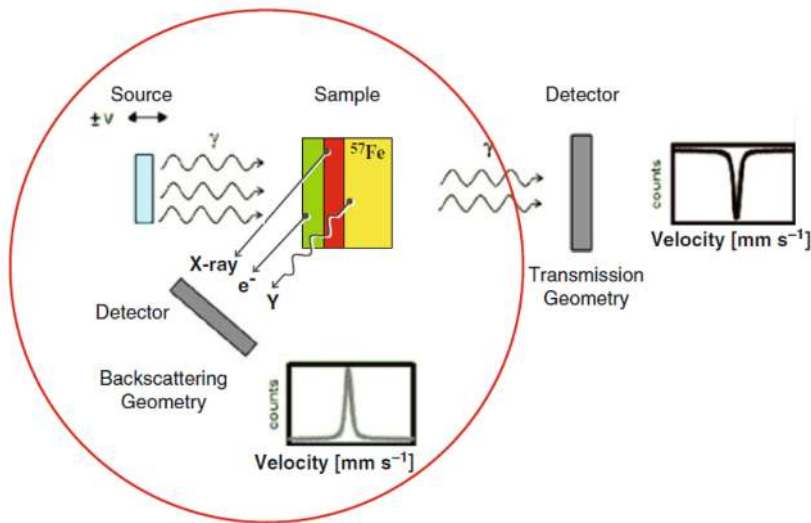 Source
± v
γ
Sample
⁵⁷Fe
X-ray
e⁻
Y
Detector
γ
counts
Velocity [mm s⁻¹]
Transmission
Geometry
Detector
Backscattering
Geometry
counts
Velocity [mm s⁻¹]